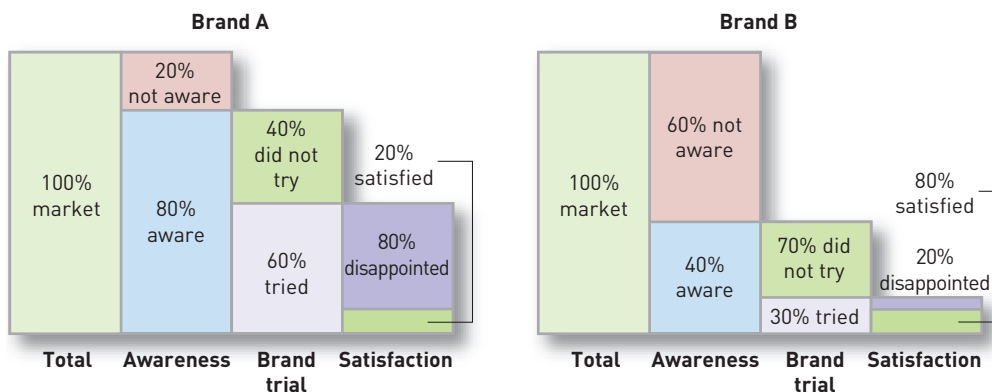 Brand A
100%
market
20%
not aware
80%
aware
40%
did not
try
60%
tried
20%
satisfied
80%
disappointed
Total
Awareness
Brand
trial
Satisfaction
Brand B
100%
market
60% not
aware
40%
aware
70% did
not try
30% tried
80%
satisfied
20%
disappointed
Total
Awareness
Brand
trial
Satisfaction